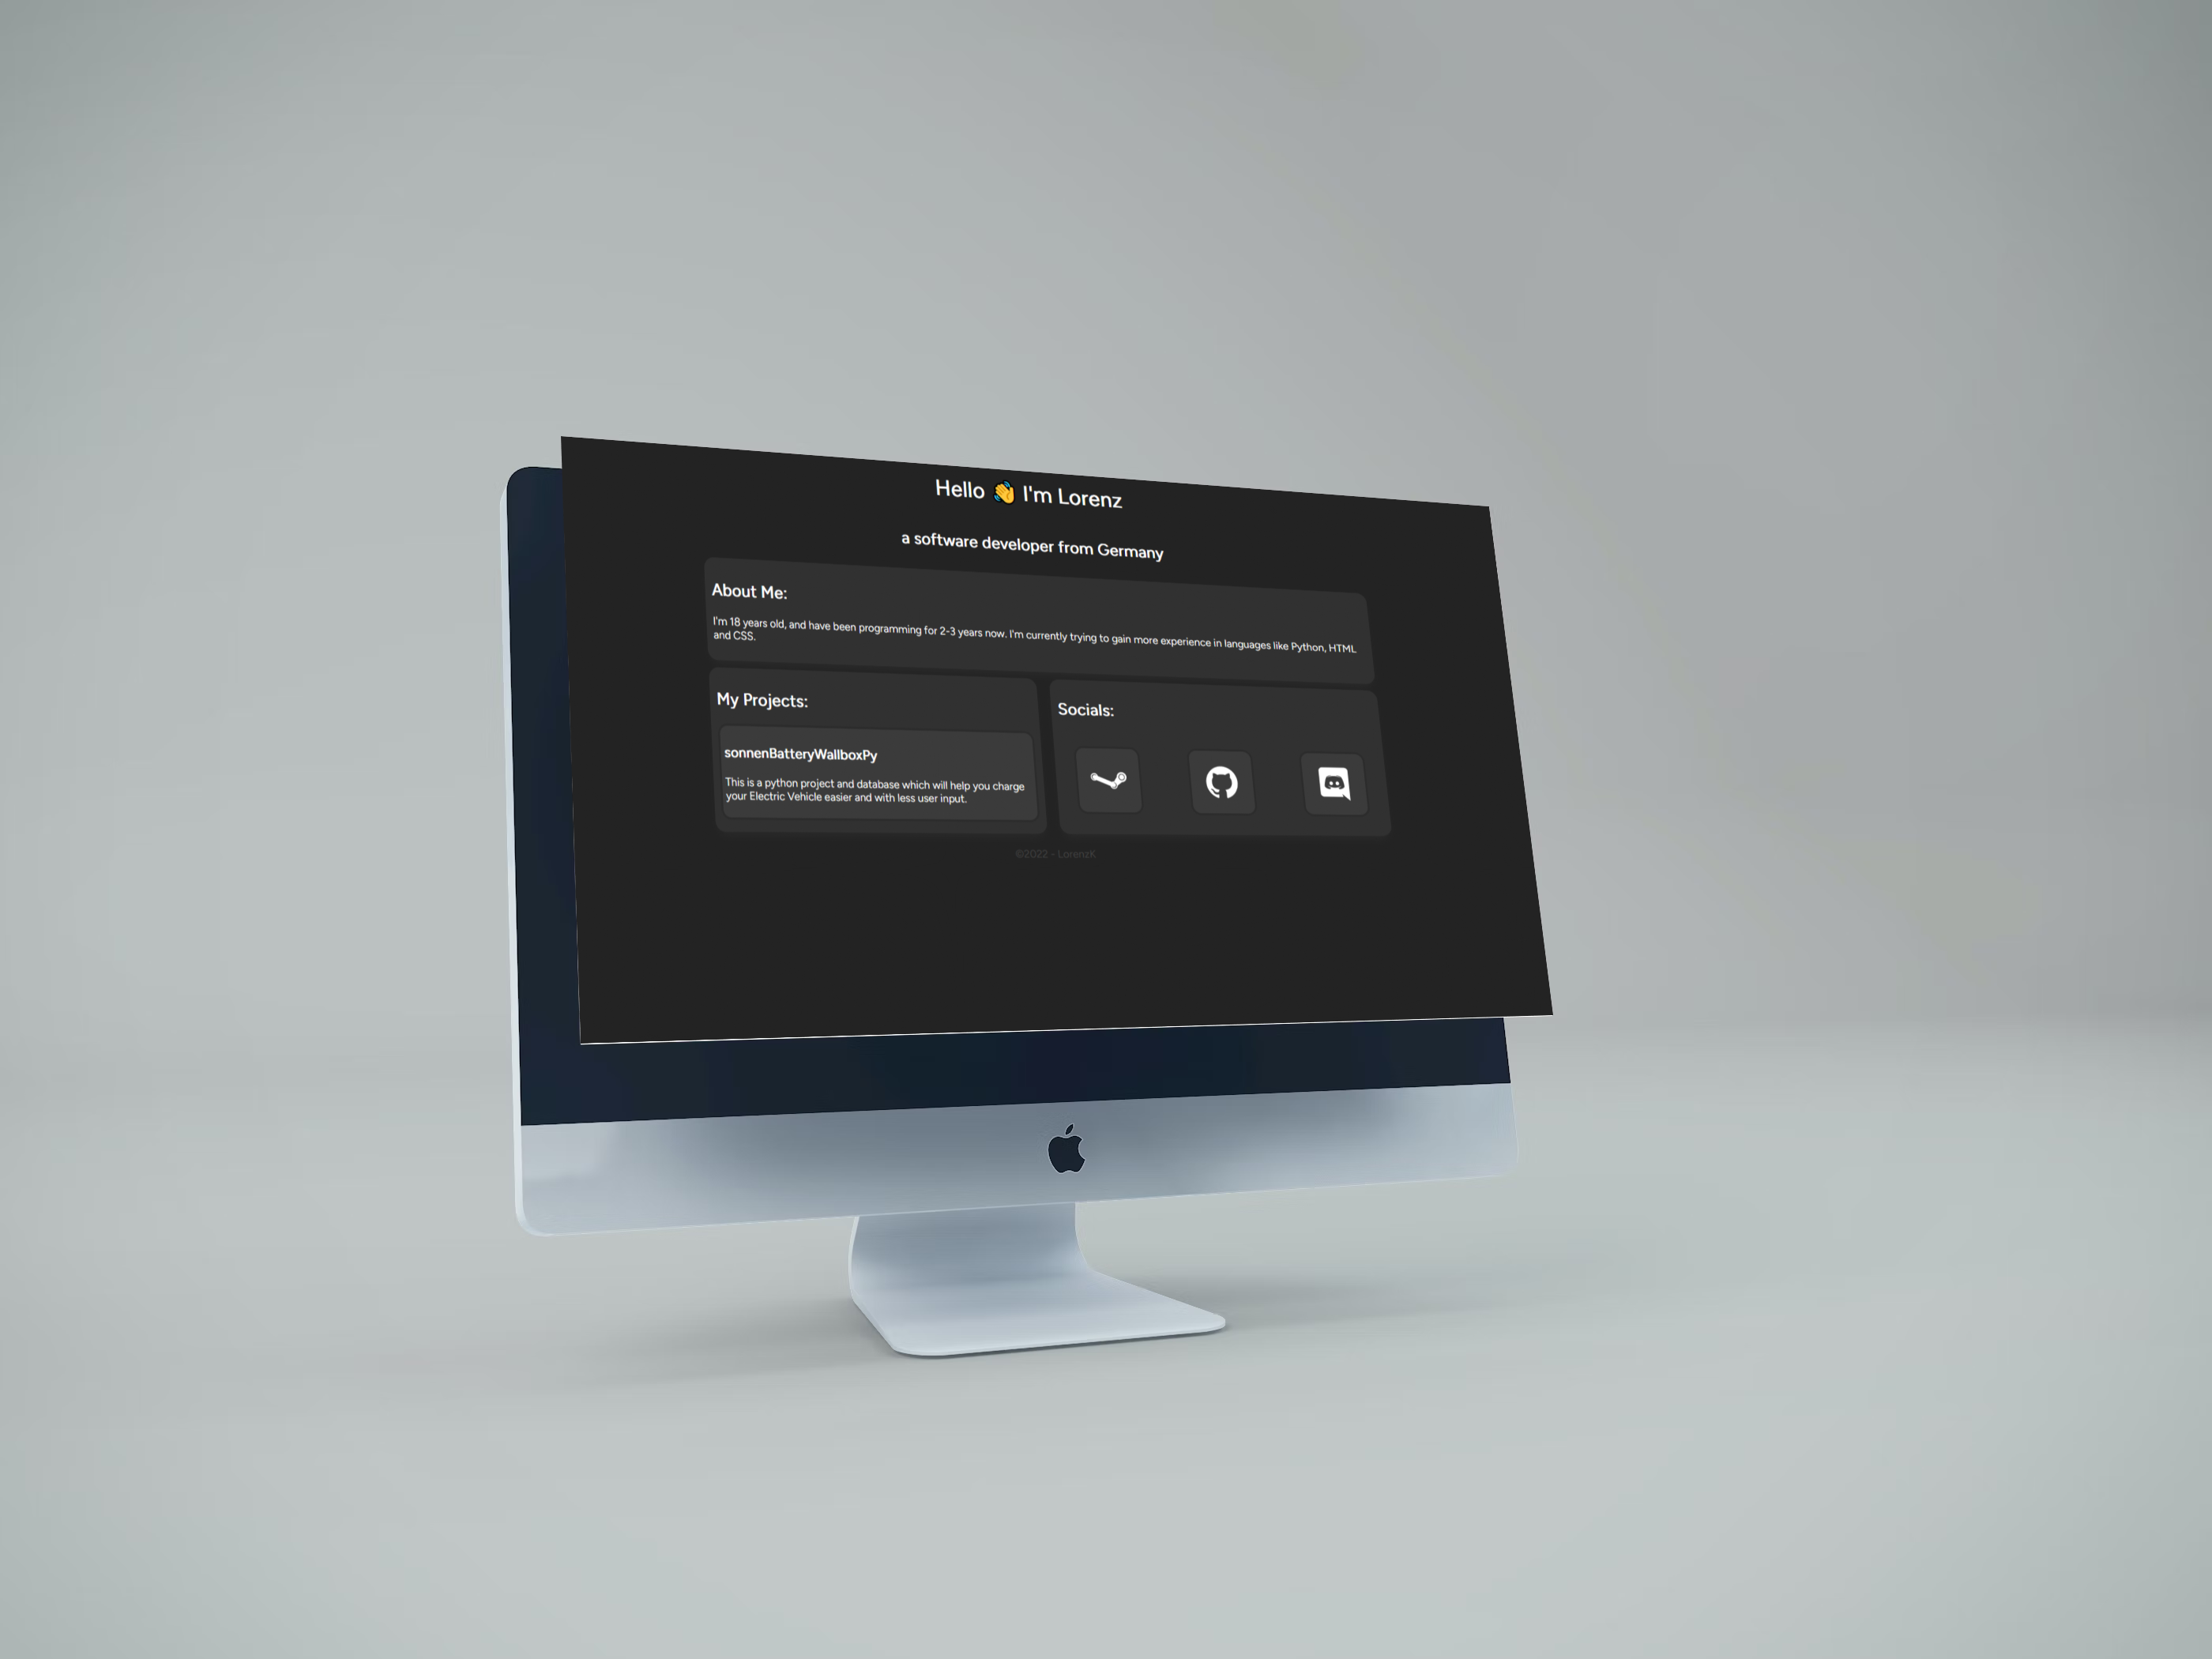 Hello 👋 I'm Lorenz
a software developer from Germany
About Me:
I'm 18 years old, and have been programming for 2-3 years now. I'm currently trying to gain more experience in languages like Python, HTML
and CSS.
My Projects:
sonnenBatteryWallboxPy
This is a python project and database which will help you charge
your Electric Vehicle easier and with less user input.
Socials:
©2022 - LorenzK